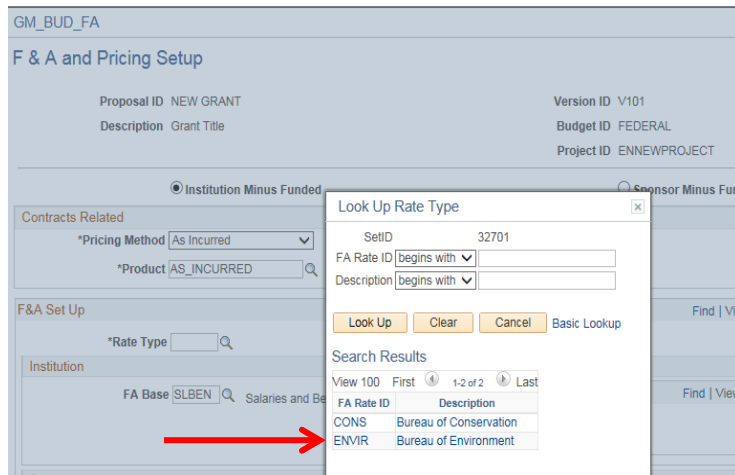 GM_BUD_FA
F & A and Pricing Setup
Proposal ID NEW GRANT Version ID V101
Description Grant Title Budget ID FEDERAL
Project ID ENNEWPROJECT
Institution Minus Funded Sponsor Minus Fu
Contracts Related
*Pricing Method As Incurred
*Product AS_INCURRED
F&A Set Up Find | Vi
*Rate Type
Institution
FA Base SLBEN Salaries and Be Find | View
Look Up Rate Type
SetID 32701
FA Rate ID begins with
Description begins with
Look Up Clear Cancel Basic Lookup
Search Results
View 100 First 1-2 of 2 Last
FA Rate ID Description
CONS Bureau of Conservation
ENVIR Bureau of Environment